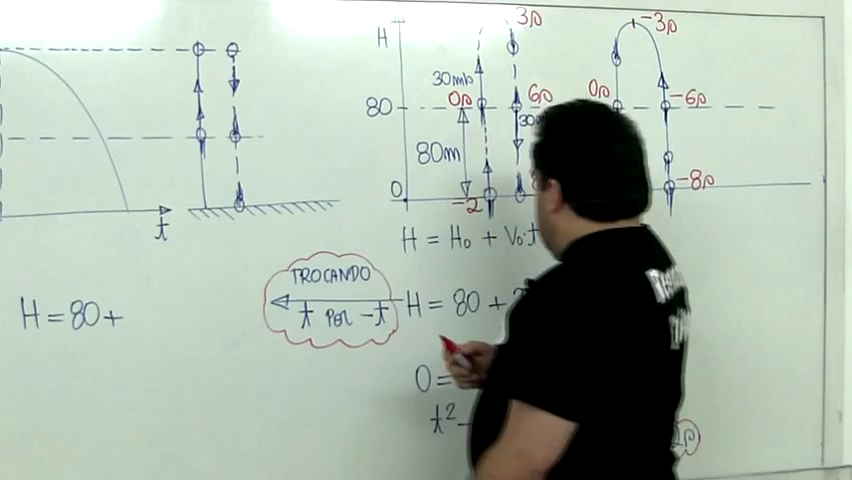 t
H = 80 +
TROCANDO
t POR -t
H
80
0
30m/s
0s
80m
-2
3s
6s
H = H₀ + V₀·t
H = 80 +
0 =
t² -
-3s
0s
-6s
-8s